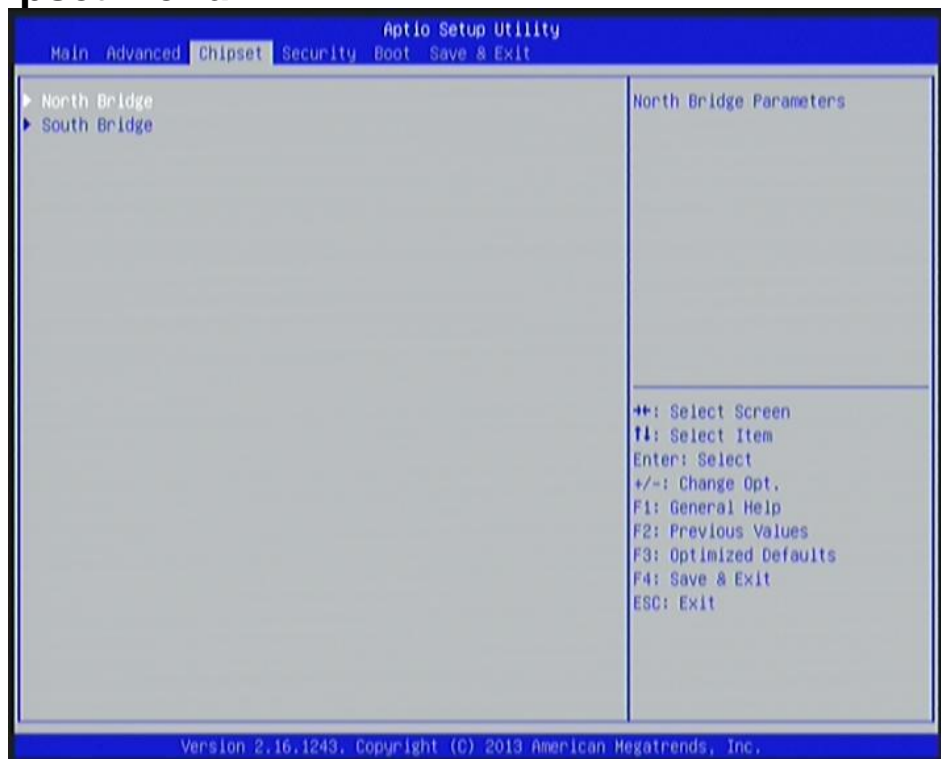 Aptio Setup Utility
Main Advanced Chipset Security Boot Save & Exit
North Bridge
South Bridge
North Bridge Parameters
→←: Select Screen
↑↓: Select Item
Enter: Select
+/-: Change Opt.
F1: General Help
F2: Previous Values
F3: Optimized Defaults
F4: Save & Exit
ESC: Exit
Version 2.16.1243. Copyright (C) 2013 American Megatrends, Inc.